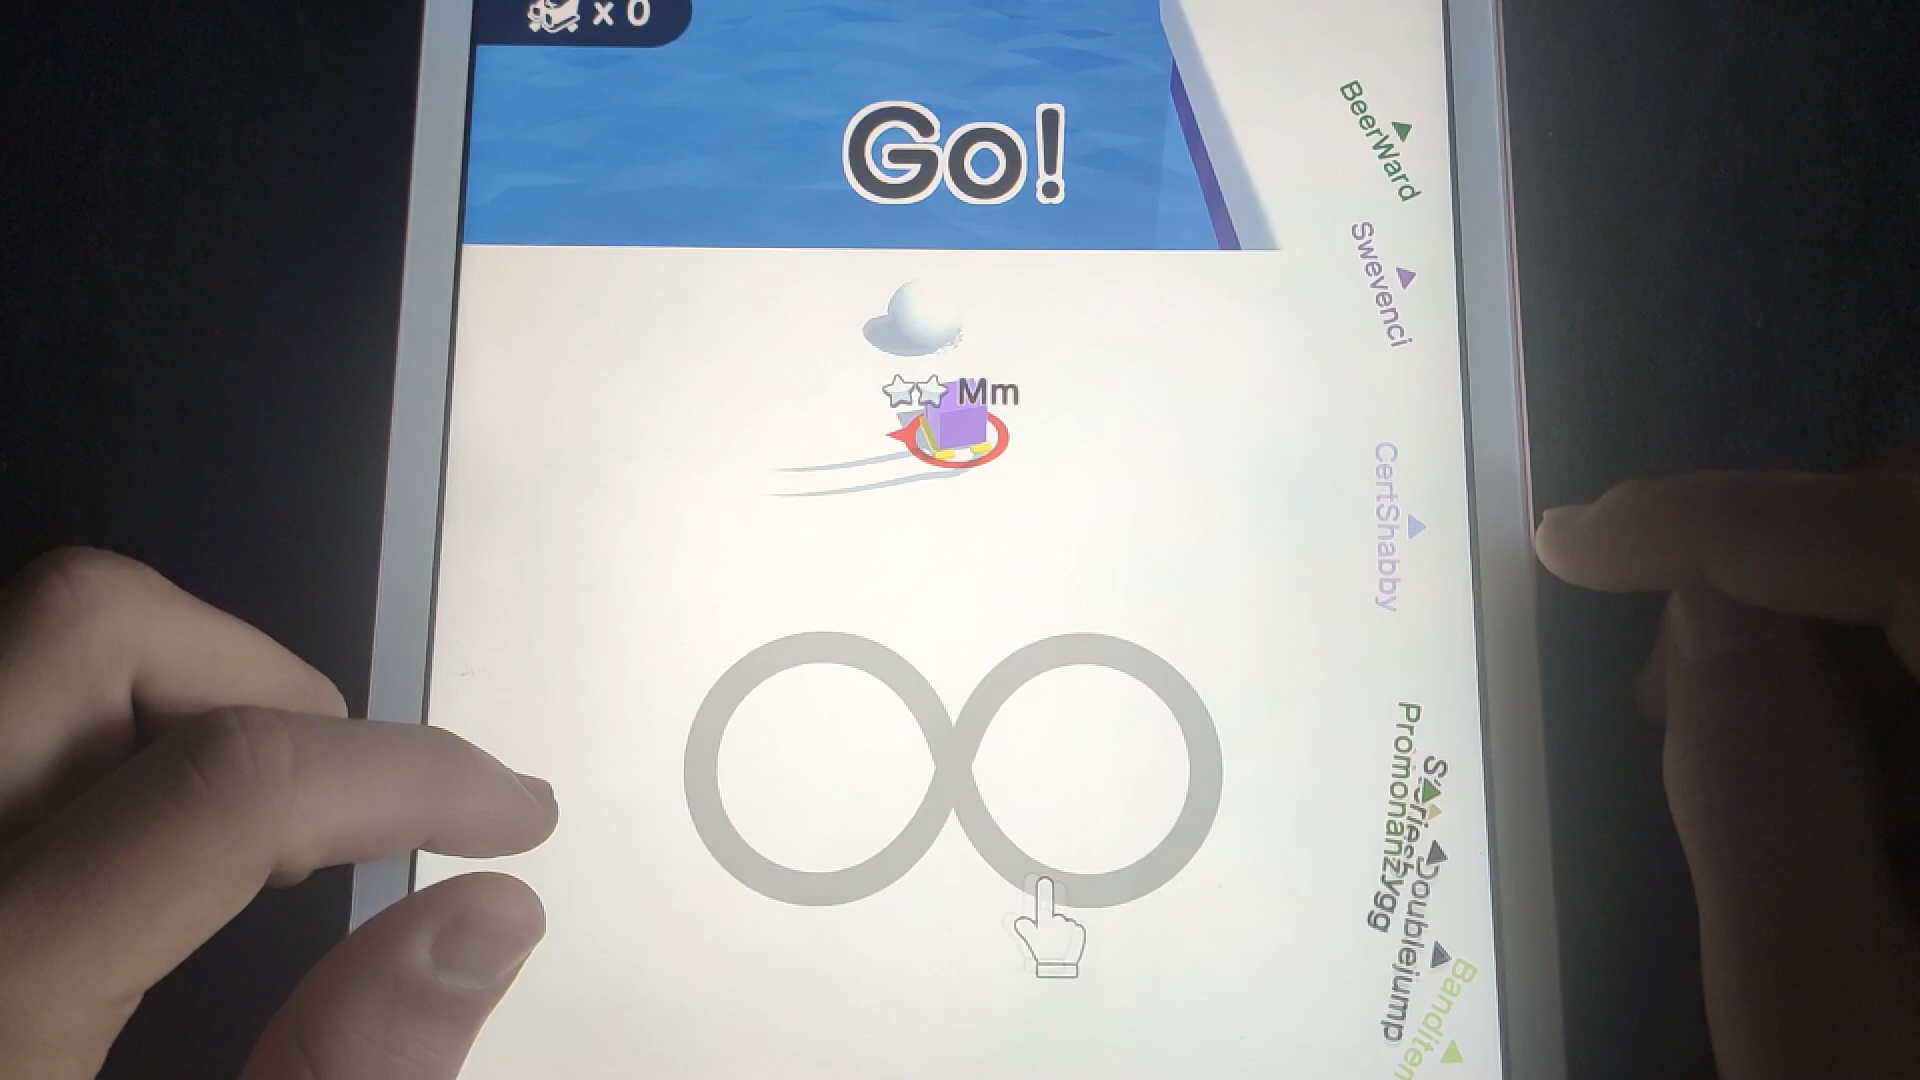 x 0
Go!
BeerWard
Swevenci
Mm
CertShabby
Promonanzygg
Doublejump
Banditen